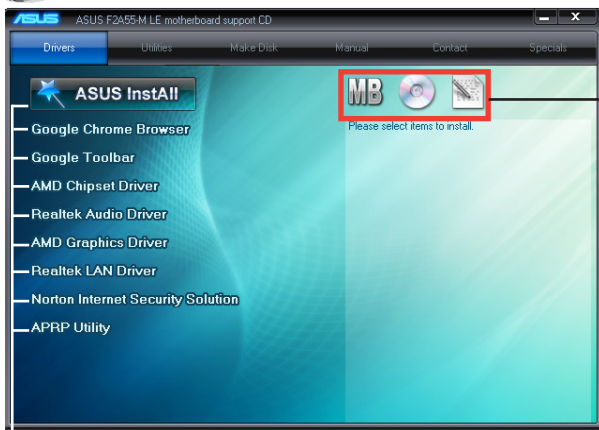 ASUS ASUS F2A55-M LE motherboard support CD
Drivers Utilities Make Disk Manual Contact Specials
ASUS InstAll
MB
Please select items to install.
Google Chrome Browser
Google Toolbar
AMD Chipset Driver
Realtek Audio Driver
AMD Graphics Driver
Realtek LAN Driver
Norton Internet Security Solution
APRP Utility